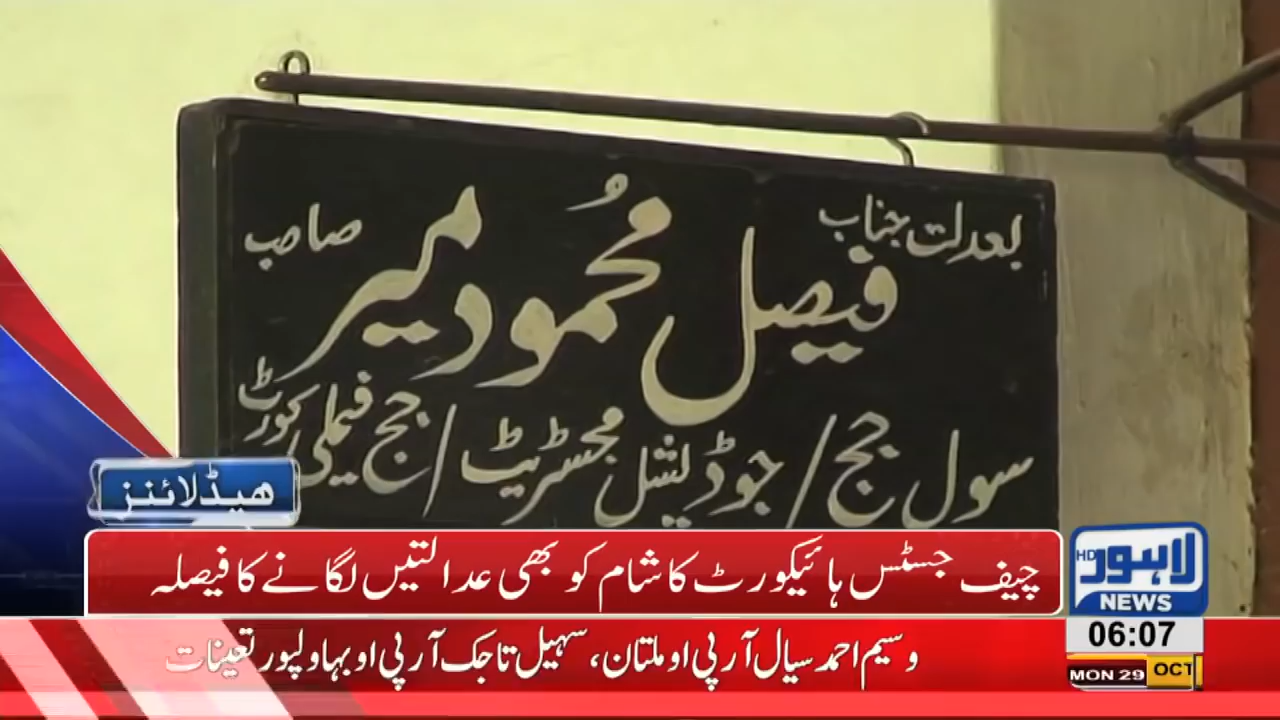 بعدلت جناب
فیصل محمود میر صاحب
سول جج / جوڈیشل مجسٹریٹ / جج فیملی کورٹ
ھیڈلائنز
چیف جسٹس ہائیکورٹ کا شام کو بھی عدالتیں لگانے کا فیصلہ
وسیم احمد سیال آر پی او ملتان، سہیل تاجک آر پی او بہاولپور تعینات
لاہور HD
NEWS
06:07
MON 29 OCT